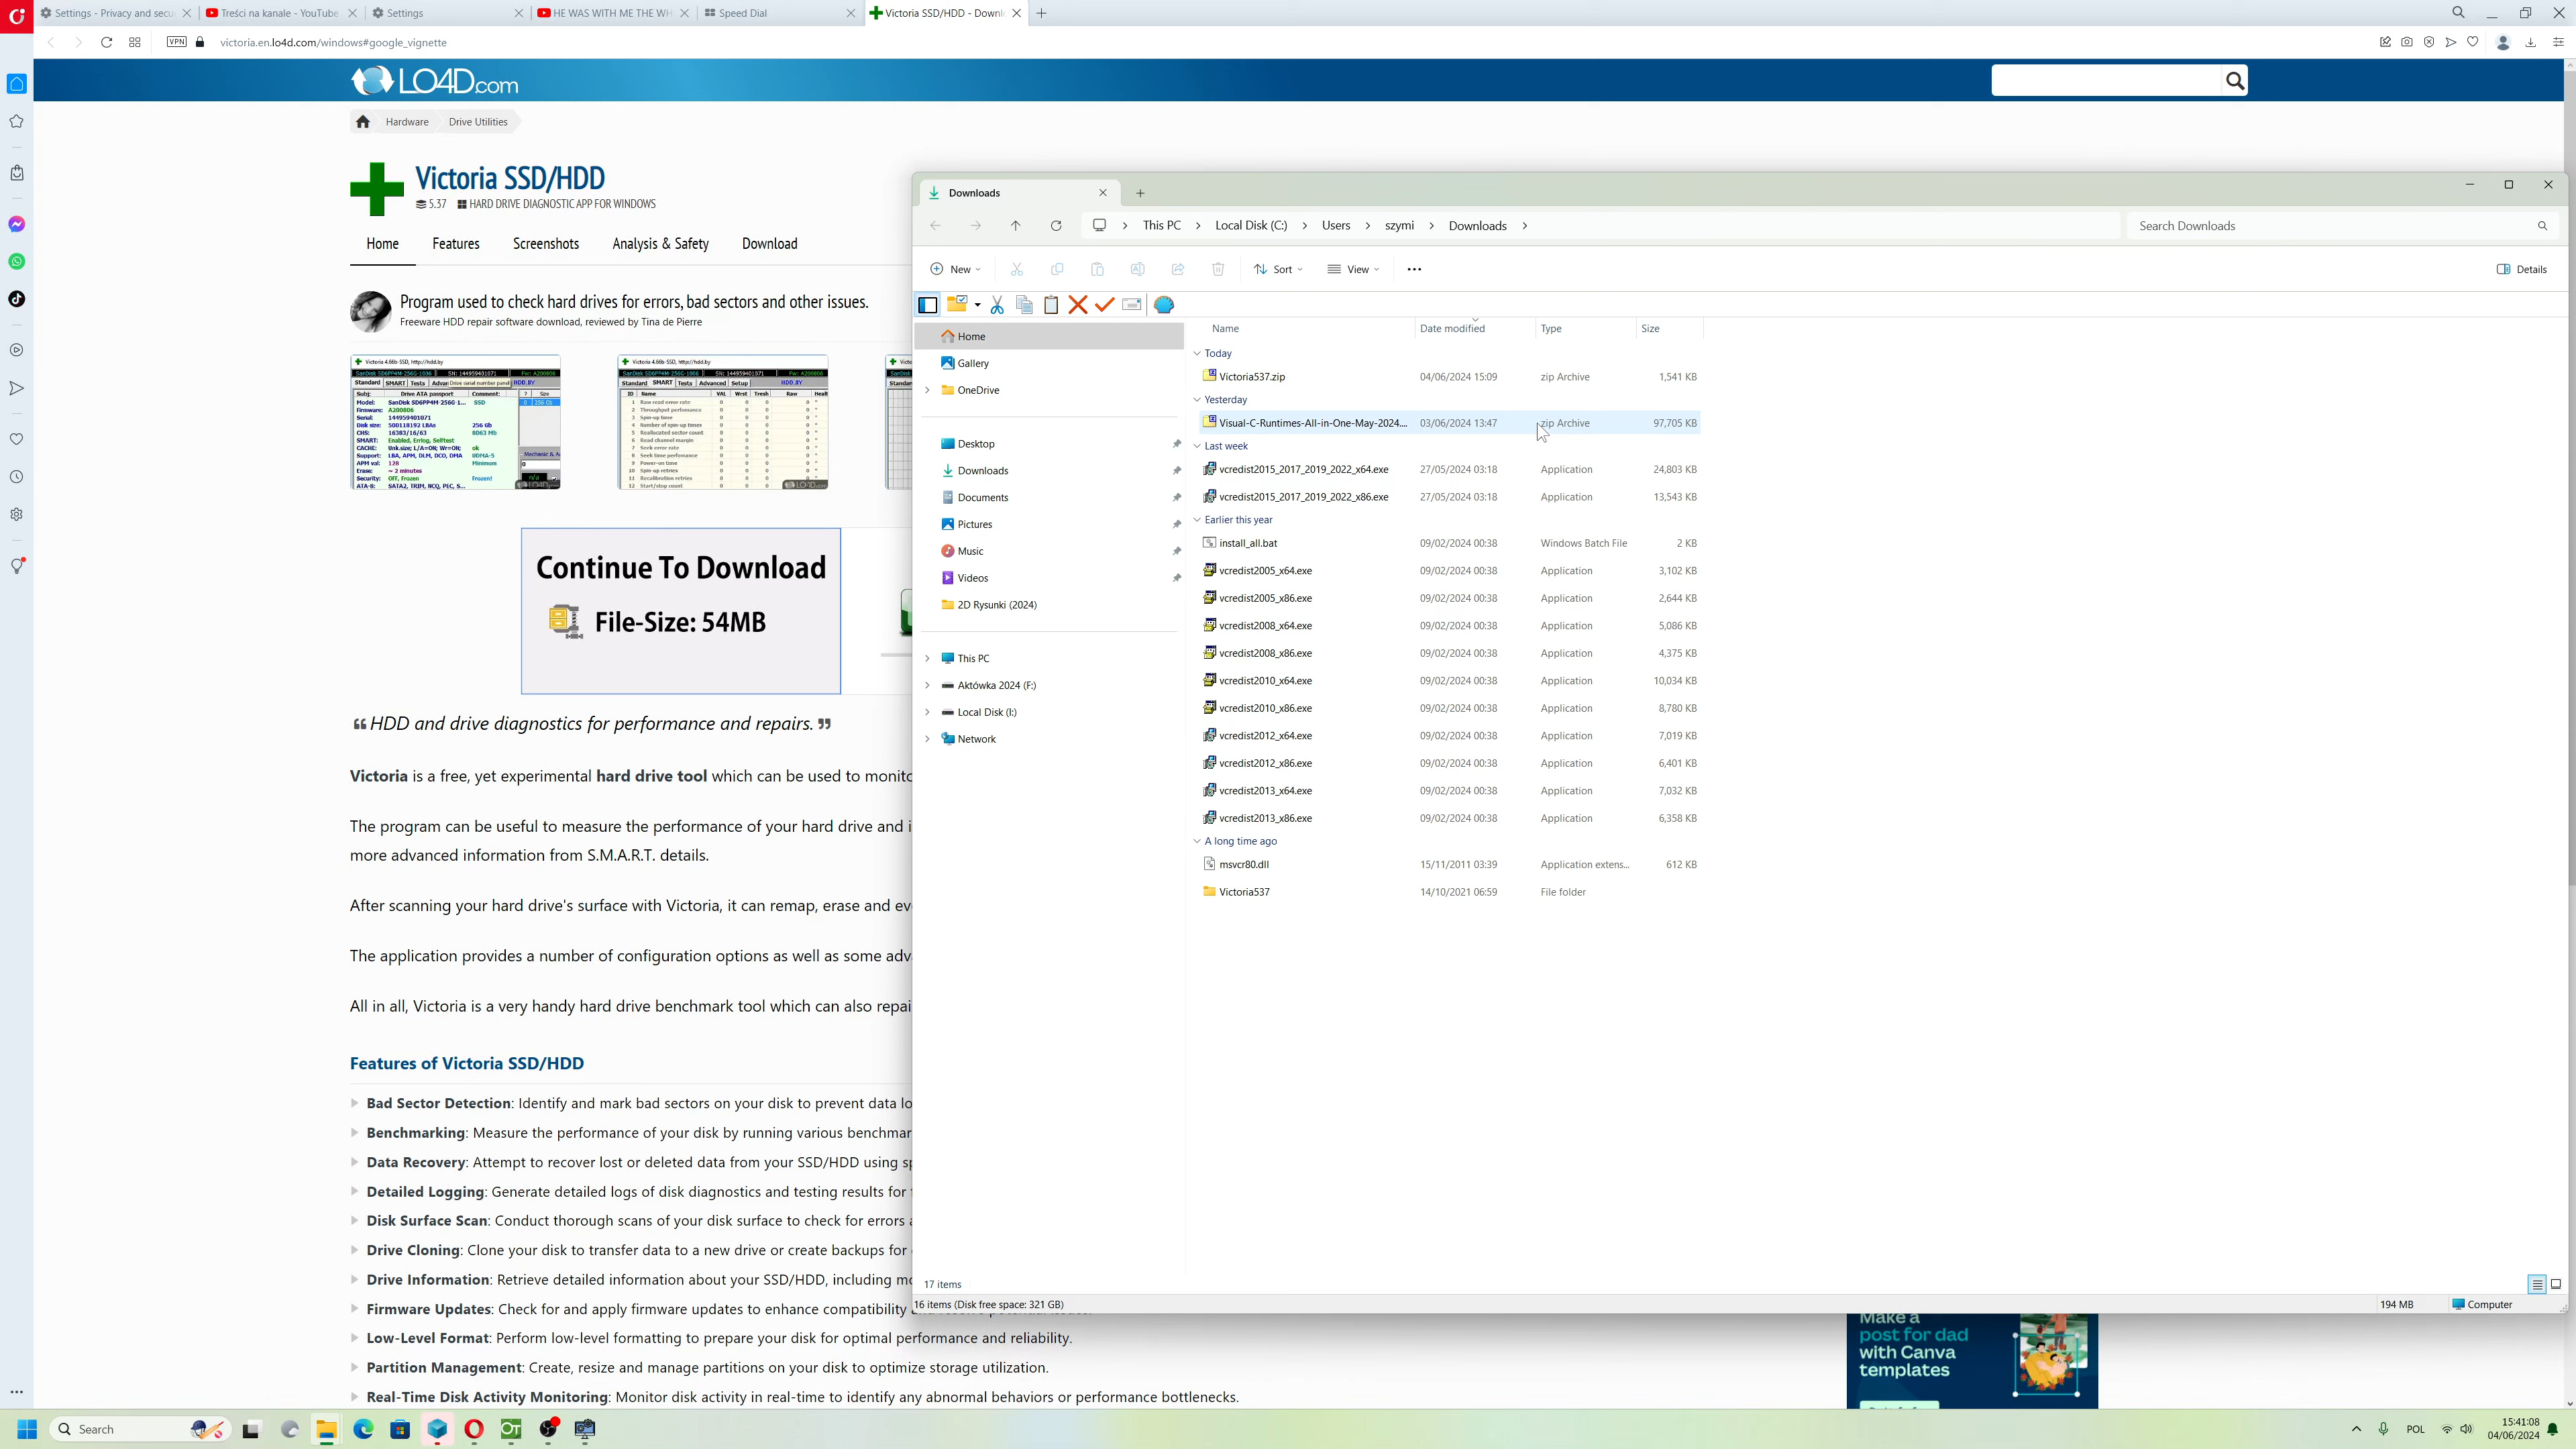 Settings - Privacy and secu
Treści na kanale - YouTube
Settings
HE WAS WITH ME THE WH
Speed Dial
Victoria SSD/HDD - Downl
VPN
victoria.en.lo4d.com/windows#google_vignette
LO4D.com
Hardware
Drive Utilities
Victoria SSD/HDD
5.37 HARD DRIVE DIAGNOSTIC APP FOR WINDOWS
Home
Features
Screenshots
Analysis & Safety
Download
Program used to check hard drives for errors, bad sectors and other issues.
Freeware HDD repair software download, reviewed by Tina de Pierre
Continue To Download
File-Size: 54MB
HDD and drive diagnostics for performance and repairs.
Victoria is a free, yet experimental hard drive tool which can be used to monito
The program can be useful to measure the performance of your hard drive and i
more advanced information from S.M.A.R.T. details.
After scanning your hard drive's surface with Victoria, it can remap, erase and ev
The application provides a number of configuration options as well as some adv
All in all, Victoria is a very handy hard drive benchmark tool which can also repai
Features of Victoria SSD/HDD
Bad Sector Detection: Identify and mark bad sectors on your disk to prevent data lo
Benchmarking: Measure the performance of your disk by running various benchmar
Data Recovery: Attempt to recover lost or deleted data from your SSD/HDD using sp
Detailed Logging: Generate detailed logs of disk diagnostics and testing results for
Disk Surface Scan: Conduct thorough scans of your disk surface to check for errors
Drive Cloning: Clone your disk to transfer data to a new drive or create backups for
Drive Information: Retrieve detailed information about your SSD/HDD, including mo
Firmware Updates: Check for and apply firmware updates to enhance compatibility
Low-Level Format: Perform low-level formatting to prepare your disk for optimal performance and reliability.
Partition Management: Create, resize and manage partitions on your disk to optimize storage utilization.
Real-Time Disk Activity Monitoring: Monitor disk activity in real-time to identify any abnormal behaviors or performance bottlenecks.
Downloads
This PC
Local Disk (C:)
Users
szymi
Downloads
Search Downloads
New
Sort
View
Details
Home
Gallery
OneDrive
Desktop
Downloads
Documents
Pictures
Music
Videos
2D Rysunki (2024)
This PC
Aktówka 2024 (F:)
Local Disk (I:)
Network
Name Date modified Type Size
Today
Victoria537.zip 04/06/2024 15:09 zip Archive 1,541 KB
Yesterday
Visual-C-Runtimes-All-in-One-May-2024... 03/06/2024 13:47 zip Archive 97,705 KB
Last week
vcredist2015_2017_2019_2022_x64.exe 27/05/2024 03:18 Application 24,803 KB
vcredist2015_2017_2019_2022_x86.exe 27/05/2024 03:18 Application 13,543 KB
Earlier this year
install_all.bat 09/02/2024 00:38 Windows Batch File 2 KB
vcredist2005_x64.exe 09/02/2024 00:38 Application 3,102 KB
vcredist2005_x86.exe 09/02/2024 00:38 Application 2,644 KB
vcredist2008_x64.exe 09/02/2024 00:38 Application 5,086 KB
vcredist2008_x86.exe 09/02/2024 00:38 Application 4,375 KB
vcredist2010_x64.exe 09/02/2024 00:38 Application 10,034 KB
vcredist2010_x86.exe 09/02/2024 00:38 Application 8,780 KB
vcredist2012_x64.exe 09/02/2024 00:38 Application 7,019 KB
vcredist2012_x86.exe 09/02/2024 00:38 Application 6,401 KB
vcredist2013_x64.exe 09/02/2024 00:38 Application 7,032 KB
vcredist2013_x86.exe 09/02/2024 00:38 Application 6,358 KB
A long time ago
msvcr80.dll 15/11/2011 03:39 Application extens... 612 KB
Victoria537 14/10/2021 06:59 File folder
17 items
16 items (Disk free space: 321 GB)
194 MB
Computer
Make a
post for dad
with Canva
templates
Search
POL
15:41:08
04/06/2024